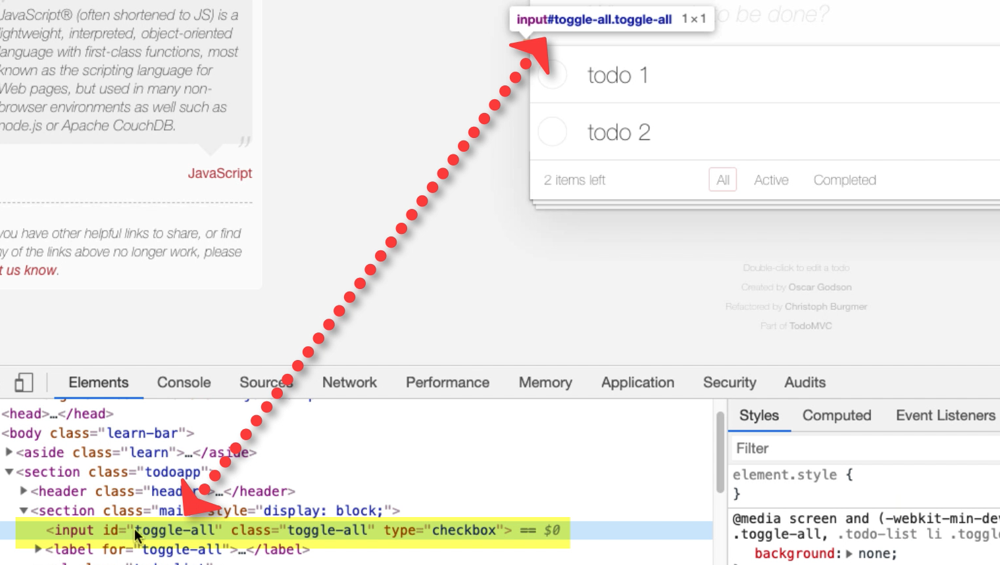 JavaScript® (often shortened to JS) is a
lightweight, interpreted, object-oriented
language with first-class functions, most
known as the scripting language for
Web pages, but used in many non-
browser environments as well such as
node.js or Apache CouchDB.
”
JavaScript
you have other helpful links to share, or find
of the links above no longer work, please
us know.
input#toggle-all.toggle-all 1×1
be done?
todo 1
todo 2
2 items left All Active Completed
Double-click to edit a todo
Created by Oscar Godson
Refactored by Christoph Burgmer
Part of TodoMVC
Elements Console Sources Network Performance Memory Application Security Audits
<head>…</head>
<body class="learn-bar">
▶<aside class="learn">…</aside>
▼<section class="todoapp">
▶<header class="header">…</header>
▼<section class="main" style="display: block;">
<input id="toggle-all" class="toggle-all" type="checkbox"> == $0
▶<label for="toggle-all">…</label>
Styles Computed Event Listeners
Filter
element.style {
}
@media screen and (-webkit-min-de
.toggle-all, .todo-list li .toggl
background:▶ none;